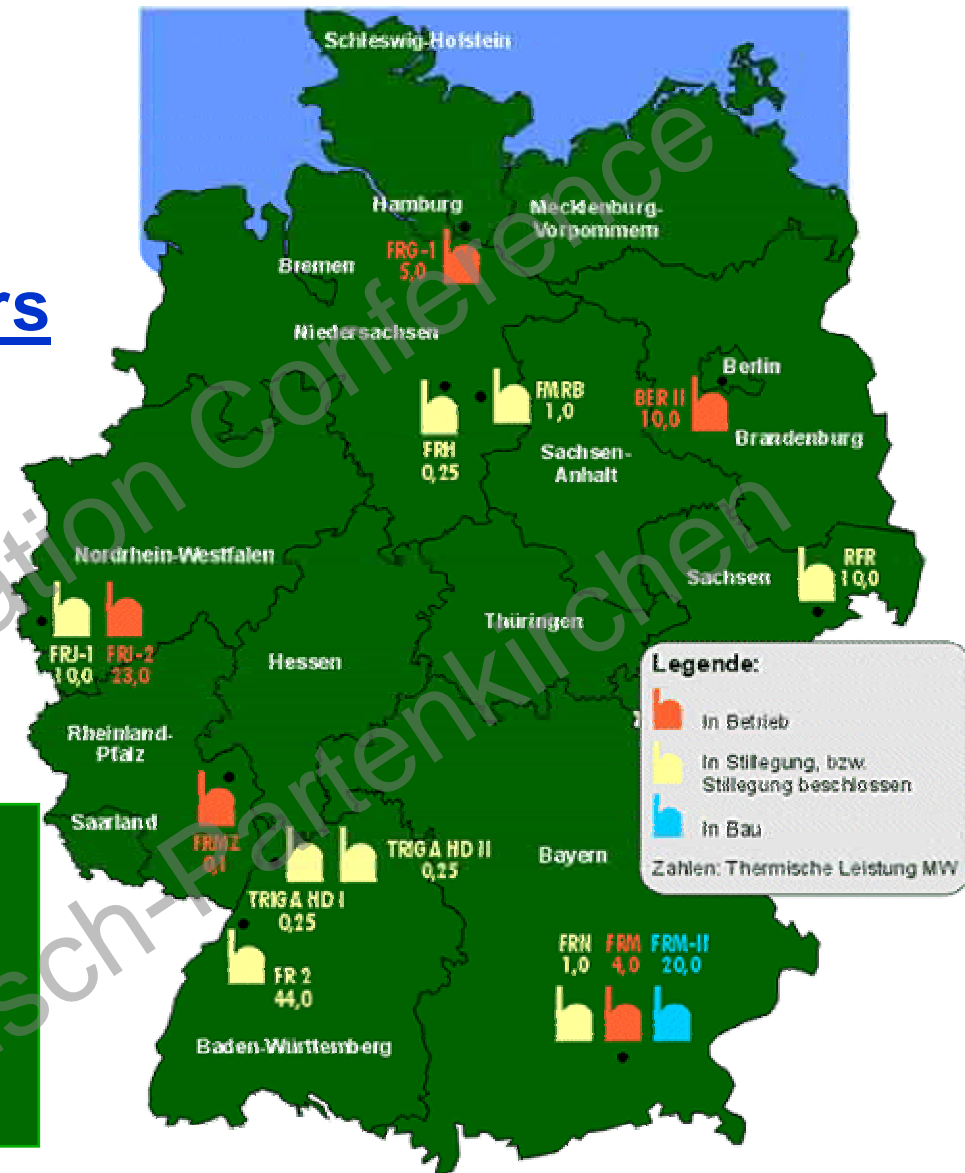 Schleswig-Holstein
Hamburg
Mecklenburg-
Vorpommern
FRG-1
5,0
Bremen
rs
Niedersachsen
Berlin
FMRB
1,0
BER II
10,0
FRH
0,25
Brandenburg
Sachsen-
Anhalt
Nordrhein-Westfalen
RFR
10,0
Sachsen
Thüringen
FRJ-1
10,0
FRJ-2
23,0
Hessen
Legende:
In Betrieb
In Stillegung, bzw.
Stillegung beschlossen
In Bau
Zahlen: Thermische Leistung MW
Rheinland-
Pfalz
Saarland
FRMZ
0,1
TRIGA HD II
0,25
Bayern
TRIGA HD I
0,25
FR 2
44,0
FRN
1,0
FRM
4,0
FRM-II
20,0
Baden-Württemberg
ation Conference
sch-Partenkirchen